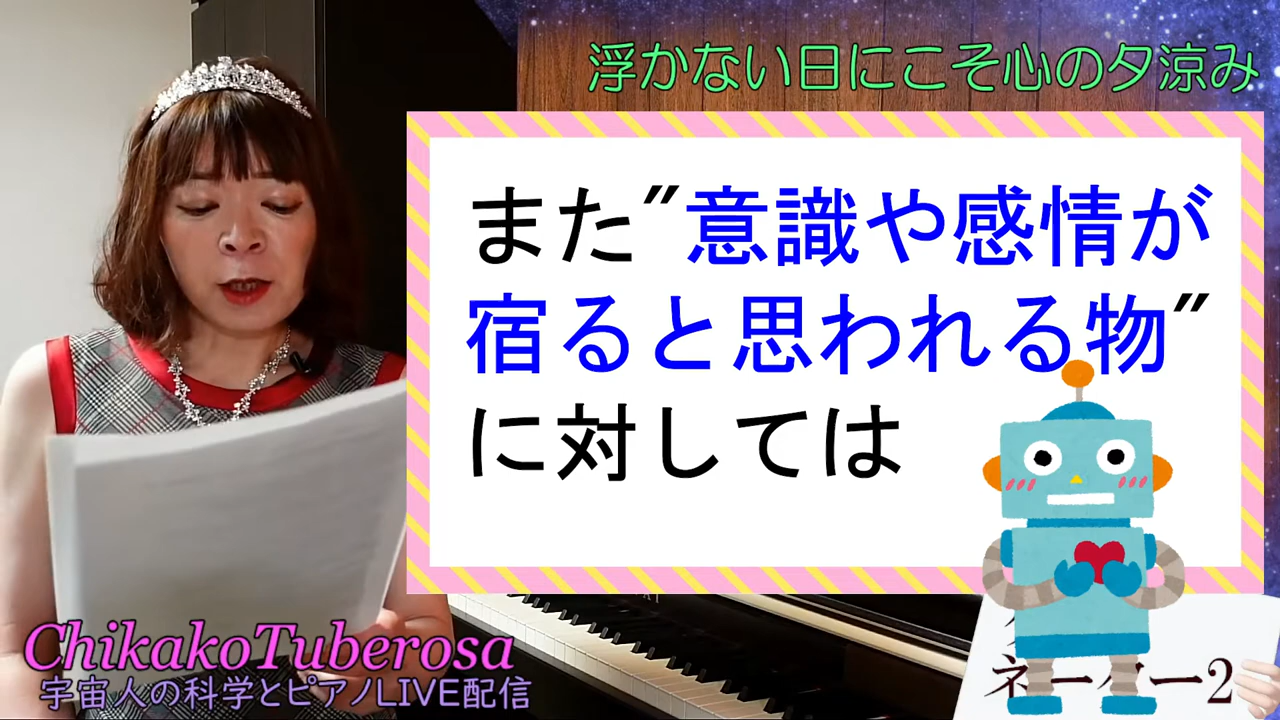 浮かない日にこそ心の夕涼み
また"意識や感情が
宿ると思われる物"
に対しては
ChikakoTuberosa
宇宙人の科学とピアノLIVE配信